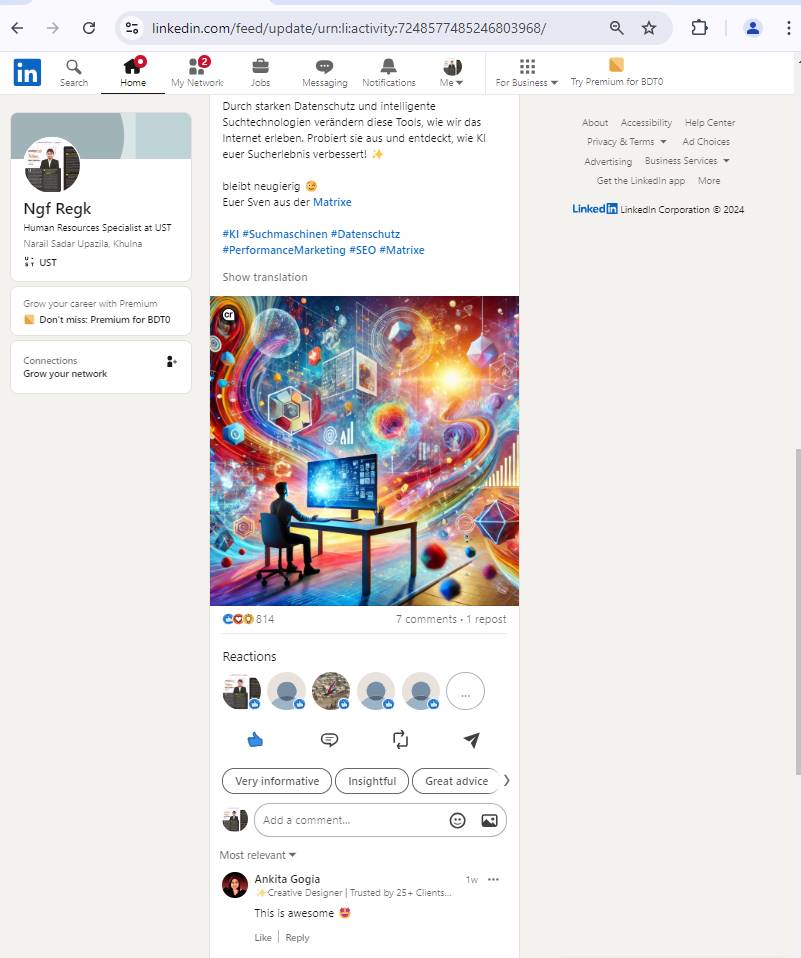 linkedin.com/feed/update/urn:li:activity:7248577485246803968/
in
Search
Home
2
My Network
Jobs
Messaging
Notifications
Me
For Business
Try Premium for BDT0
Ngf Regk
Human Resources Specialist at UST
Narail Sadar Upazila, Khulna
UST
Grow your career with Premium
Don't miss: Premium for BDT0
Connections
Grow your network
Durch starken Datenschutz und intelligente
Suchtechnologien verändern diese Tools, wie wir das
Internet erleben. Probiert sie aus und entdeckt, wie KI
euer Sucherlebnis verbessert! ✨
bleibt neugierig 😉
Euer Sven aus der Matrixe
#KI #Suchmaschinen #Datenschutz
#PerformanceMarketing #SEO #Matrixe
Show translation
cr
814
7 comments • 1 repost
Reactions
...
Very informative
Insightful
Great advice
Add a comment...
Most relevant
Ankita Gogia
1w
✨Creative Designer | Trusted by 25+ Clients...
This is awesome 🤩
Like
Reply
About
Accessibility
Help Center
Privacy & Terms
Ad Choices
Advertising
Business Services
Get the LinkedIn app
More
LinkedIn LinkedIn Corporation © 2024